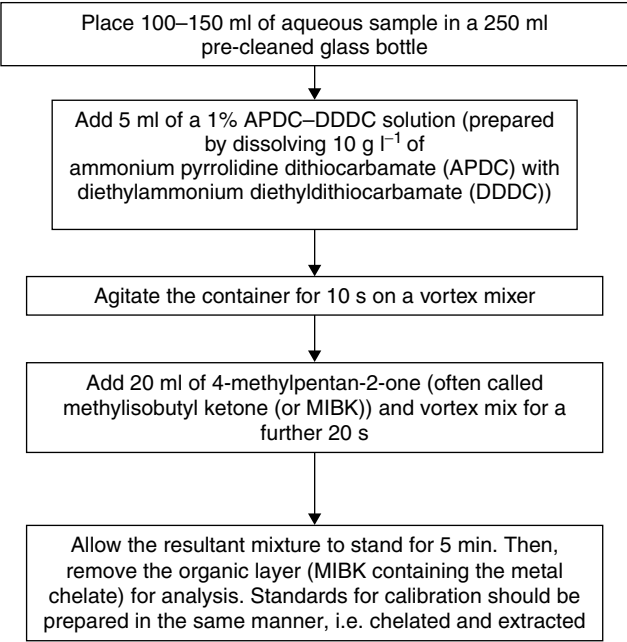 Place 100–150 ml of aqueous sample in a 250 ml
pre-cleaned glass bottle
Add 5 ml of a 1% APDC–DDDC solution (prepared
by dissolving 10 g l⁻¹ of
ammonium pyrrolidine dithiocarbamate (APDC) with
diethylammonium diethyldithiocarbamate (DDDC))
Agitate the container for 10 s on a vortex mixer
Add 20 ml of 4-methylpentan-2-one (often called
methylisobutyl ketone (or MIBK)) and vortex mix for a
further 20 s
Allow the resultant mixture to stand for 5 min. Then,
remove the organic layer (MIBK containing the metal
chelate) for analysis. Standards for calibration should be
prepared in the same manner, i.e. chelated and extracted